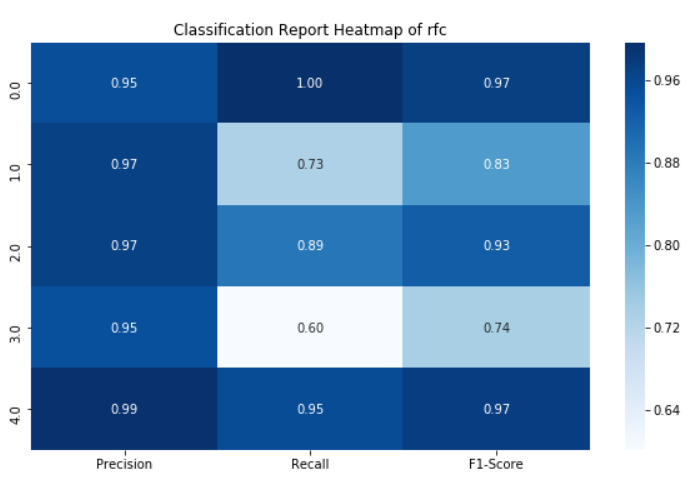 Classification Report Heatmap of rfc
0.0 0.95 1.00 0.97
1.0 0.97 0.73 0.83
2.0 0.97 0.89 0.93
3.0 0.95 0.60 0.74
4.0 0.99 0.95 0.97
Precision Recall F1-Score
0.96
0.88
0.80
0.72
0.64